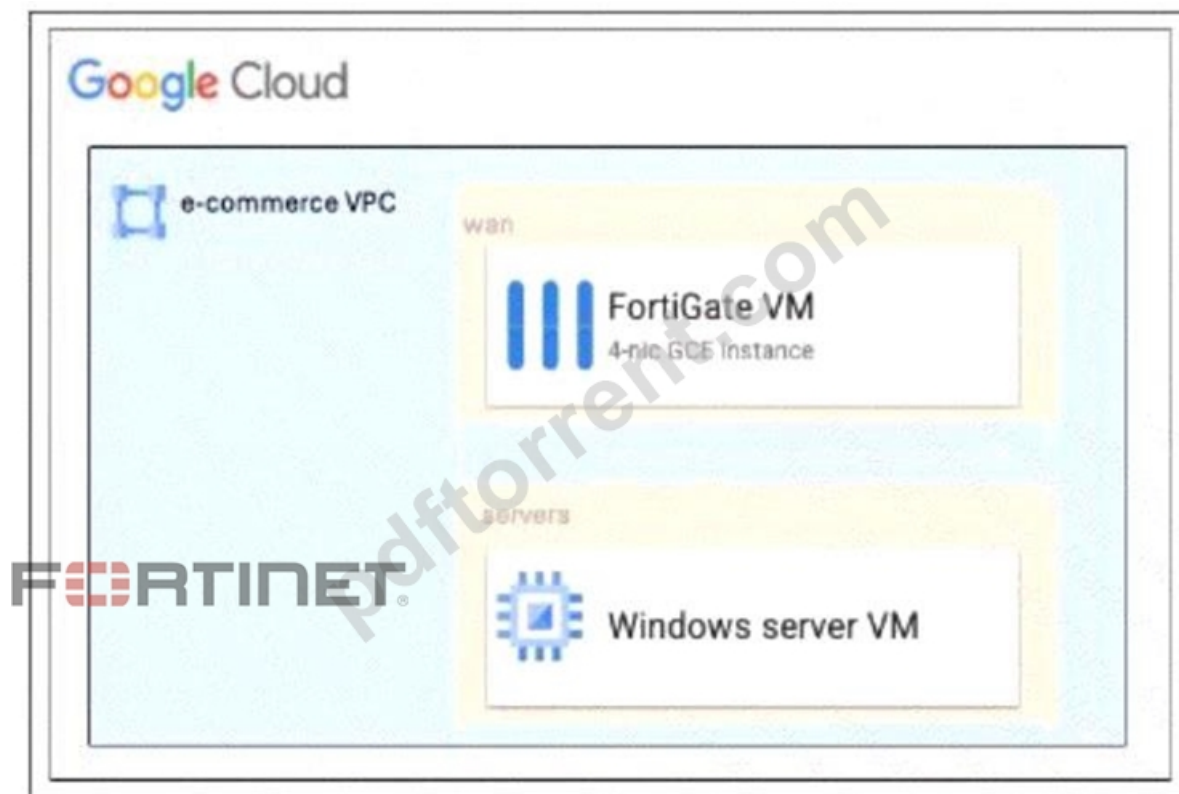 Google Cloud
e-commerce VPC
wan
FortiGate VM
4-nic GCE Instance
servers
Windows server VM
FORTINET®
pdftorrent.com